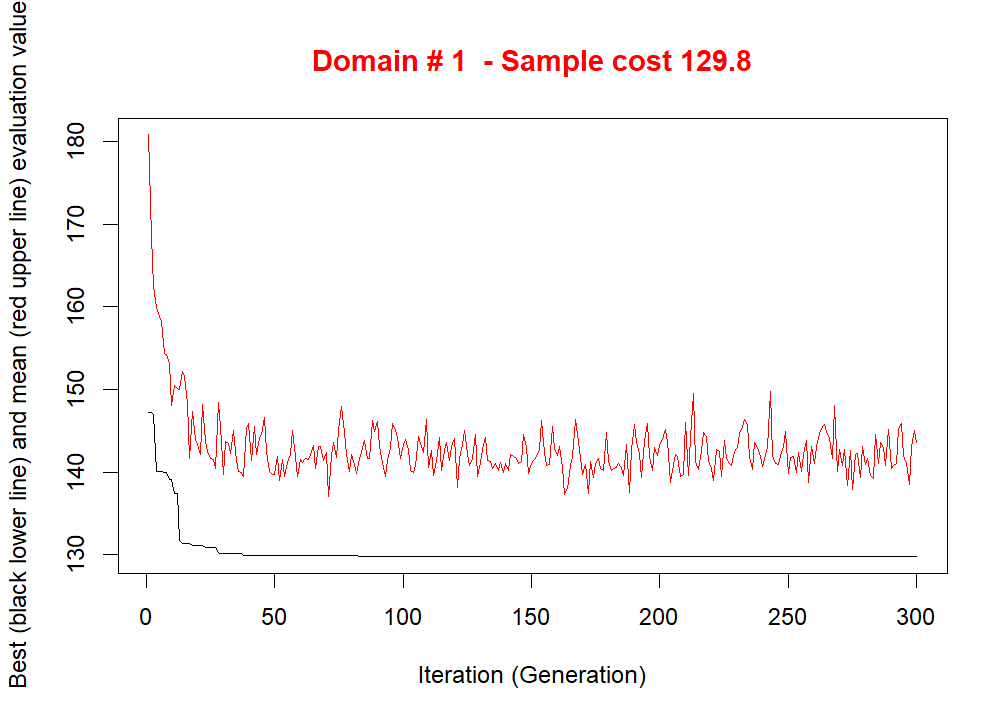 Domain # 1  - Sample cost 129.8
Best (black lower line) and mean (red upper line) evaluation value
180
170
160
150
140
130
0 50 100 150 200 250 300
Iteration (Generation)